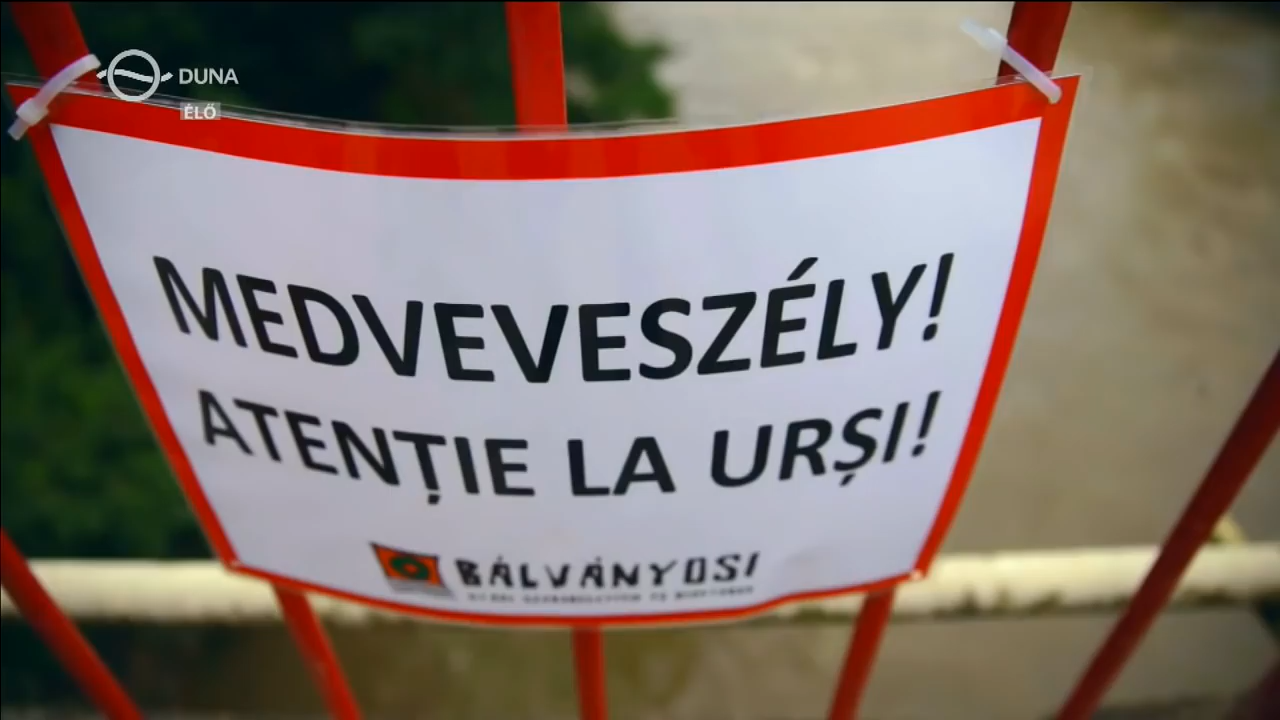 DUNA
ÉLŐ
MEDVEVESZÉLY!
ATENȚIE LA URȘI!
BÁLVÁNYOSI